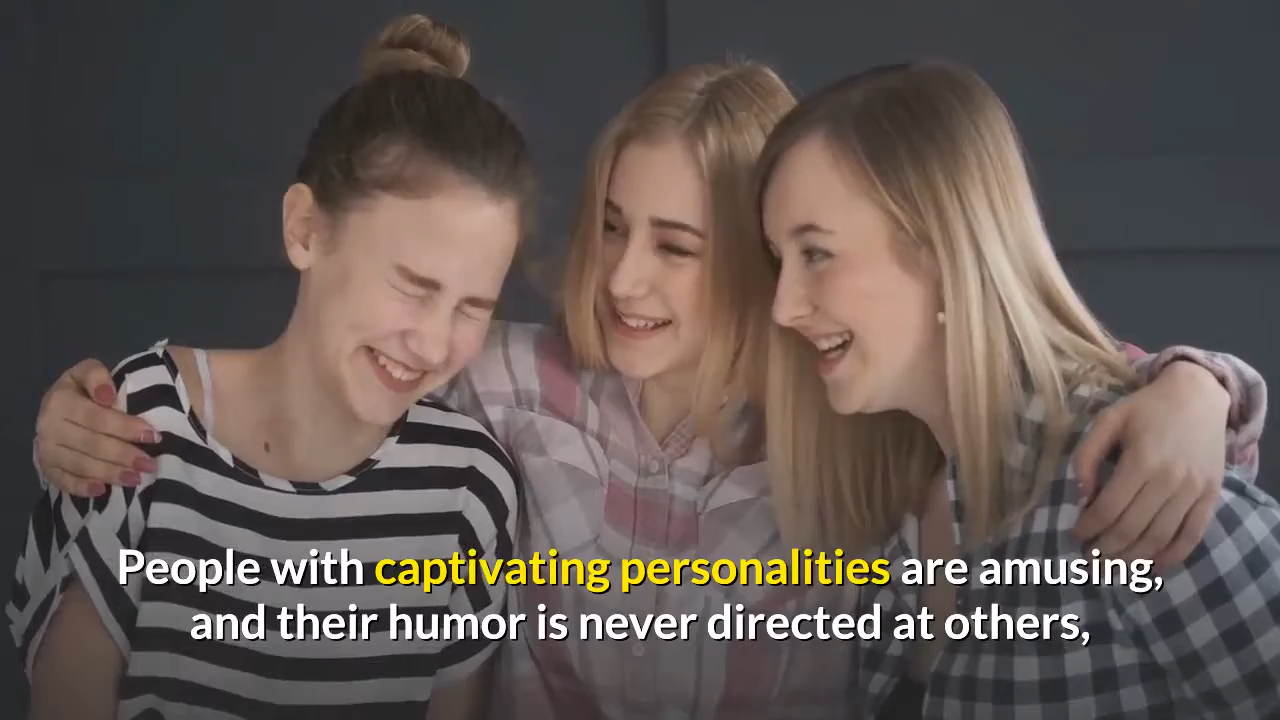 People with captivating personalities are amusing,
and their humor is never directed at others,